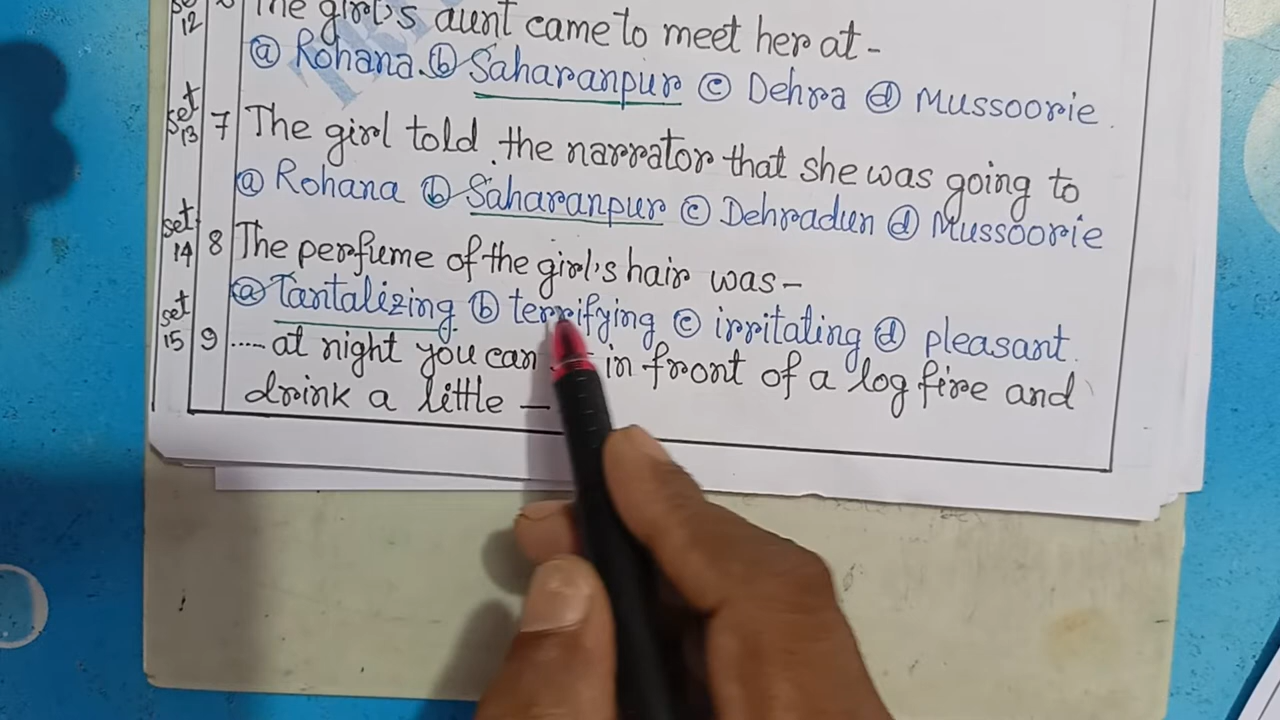 12 The girl's aunt came to meet her at -
ⓐ Rohana. ⓑ Saharanpur ⓒ Dehra ⓓ Mussoorie.
set 13 7 The girl told the narrator that she was going to
ⓐ Rohana ⓑ Saharanpur ⓒ Dehradun ⓓ Mussoorie
set 14 8 The perfume of the girl's hair was-
ⓐ Tantalizing ⓑ terrifying ⓒ irritating ⓓ pleasant.
set 15 9 ..... at night you can in front of a log fire and
drink a little —